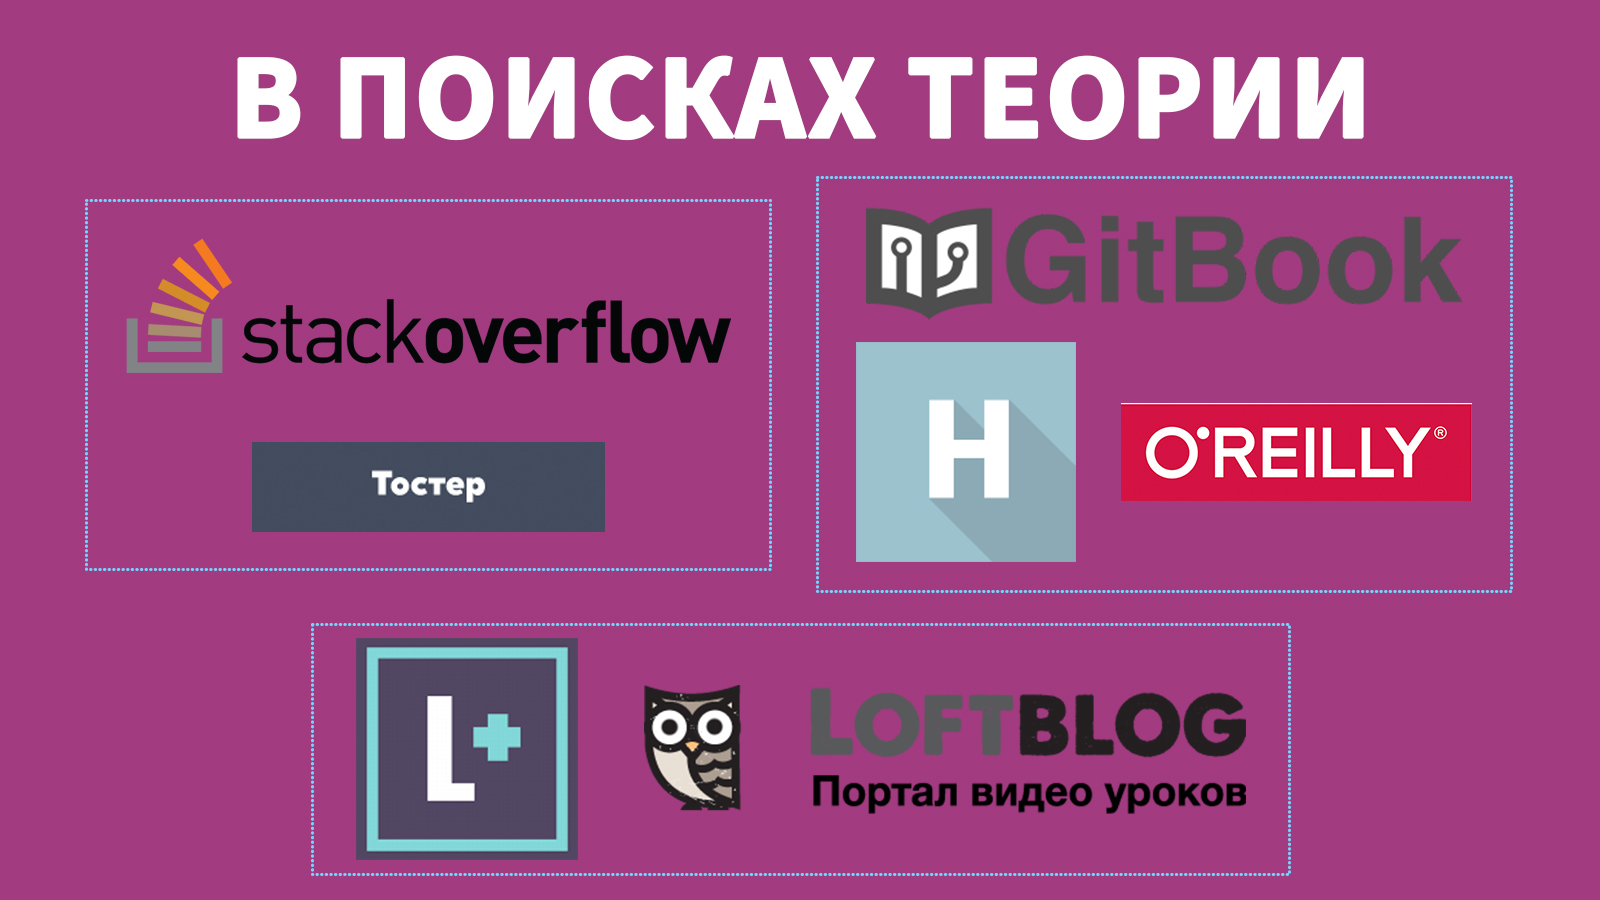 В ПОИСКАХ ТЕОРИИ
stackoverflow
Тостер
GitBook
H
O'REILLY®
L+
LOFTBLOG
Портал видео уроков